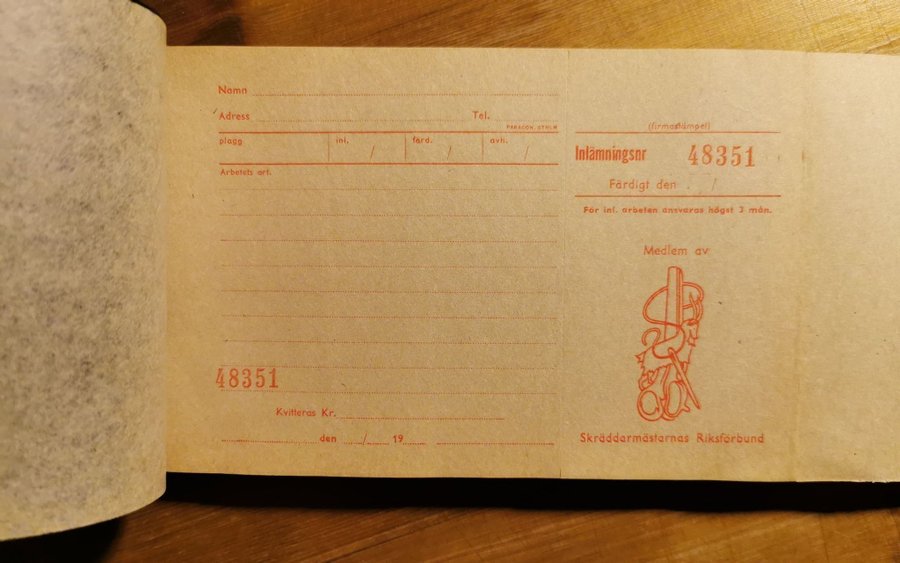 Namn
Adress Tel.
PARAGON STHLM
plagg inl. / färd. / avh. /
Arbetets art.
48351
Kvitteras Kr.
den / 19
(firmastämpel)
Inlämningsnr 48351
Färdigt den /
För inl. arbeten ansvaras högst 3 mån.
Medlem av
Skräddarmästarnas Riksförbund